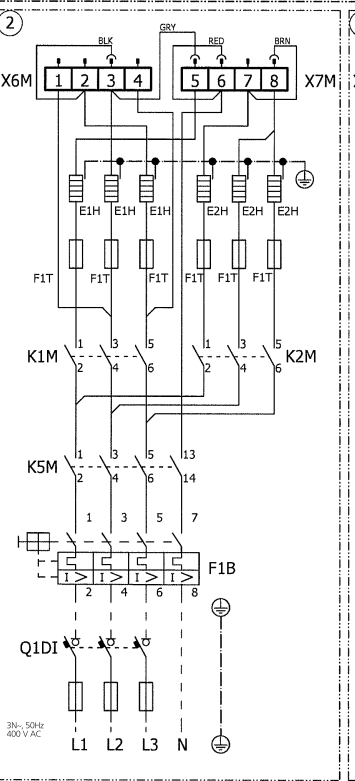 2
GRY
BLK RED BRN
X6M 1 2 3 4 5 6 7 8 X7M
E1H E1H E1H E2H E2H E2H
F1T F1T F1T F1T F1T F1T
1 3 5 1 3 5
K1M K2M
2 4 6 2 4 6
1 3 5 13
K5M
2 4 6 14
1 3 5 7
F1B
I > I > I > I >
2 4 6 8
Q1DI
3N~, 50Hz
400 V AC
L1 L2 L3 N